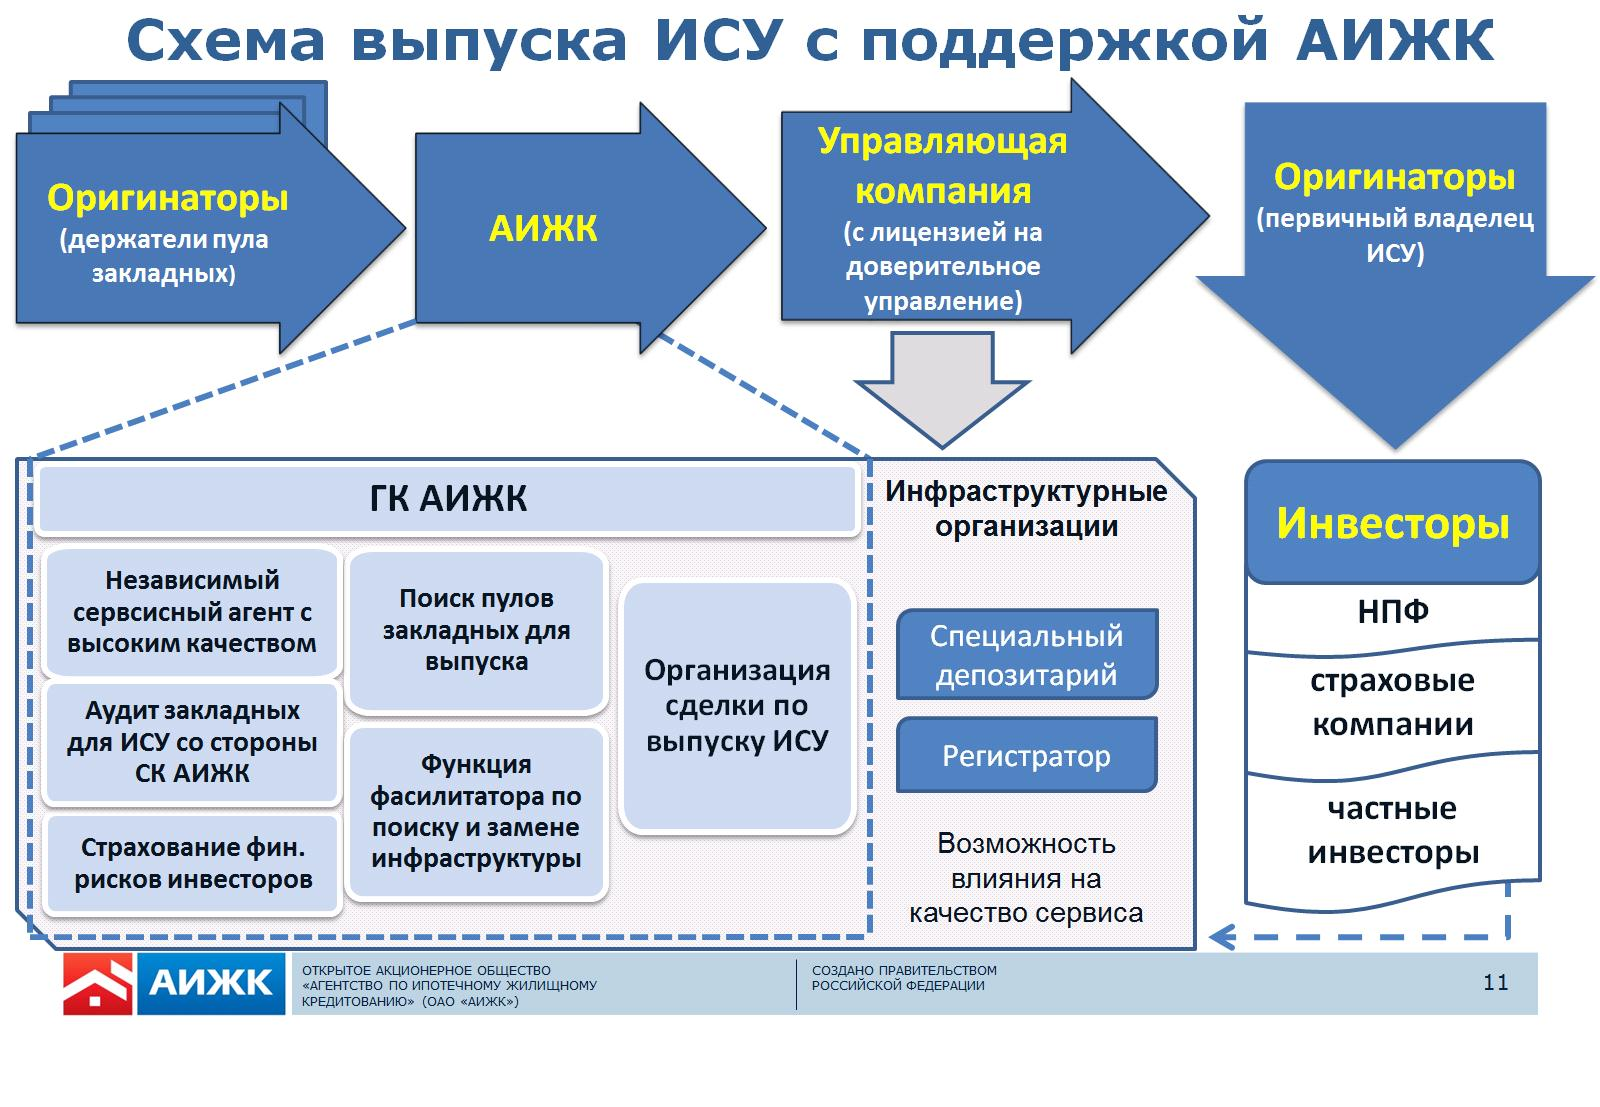 Схема выпуска ИСУ с поддержкой АИЖК
Оригинаторы
(держатели пула
закладных)
АИЖК
Управляющая
компания
(с лицензией на
доверительное
управление)
Оригинаторы
(первичный владелец
ИСУ)
ГК АИЖК
Независимый
сервсисный агент с
высоким качеством
Аудит закладных
для ИСУ со стороны
СК АИЖК
Страхование фин.
рисков инвесторов
Поиск пулов
закладных для
выпуска
Функция
фасилитатора по
поиску и замене
инфраструктуры
Организация
сделки по
выпуску ИСУ
Инфраструктурные
организации
Специальный
депозитарий
Регистратор
Возможность
влияния на
качество сервиса
Инвесторы
НПФ
страховые
компании
частные
инвесторы
АИЖК
ОТКРЫТОЕ АКЦИОНЕРНОЕ ОБЩЕСТВО
«АГЕНТСТВО ПО ИПОТЕЧНОМУ ЖИЛИЩНОМУ
КРЕДИТОВАНИЮ» (ОАО «АИЖК»)
СОЗДАНО ПРАВИТЕЛЬСТВОМ
РОССИЙСКОЙ ФЕДЕРАЦИИ
11